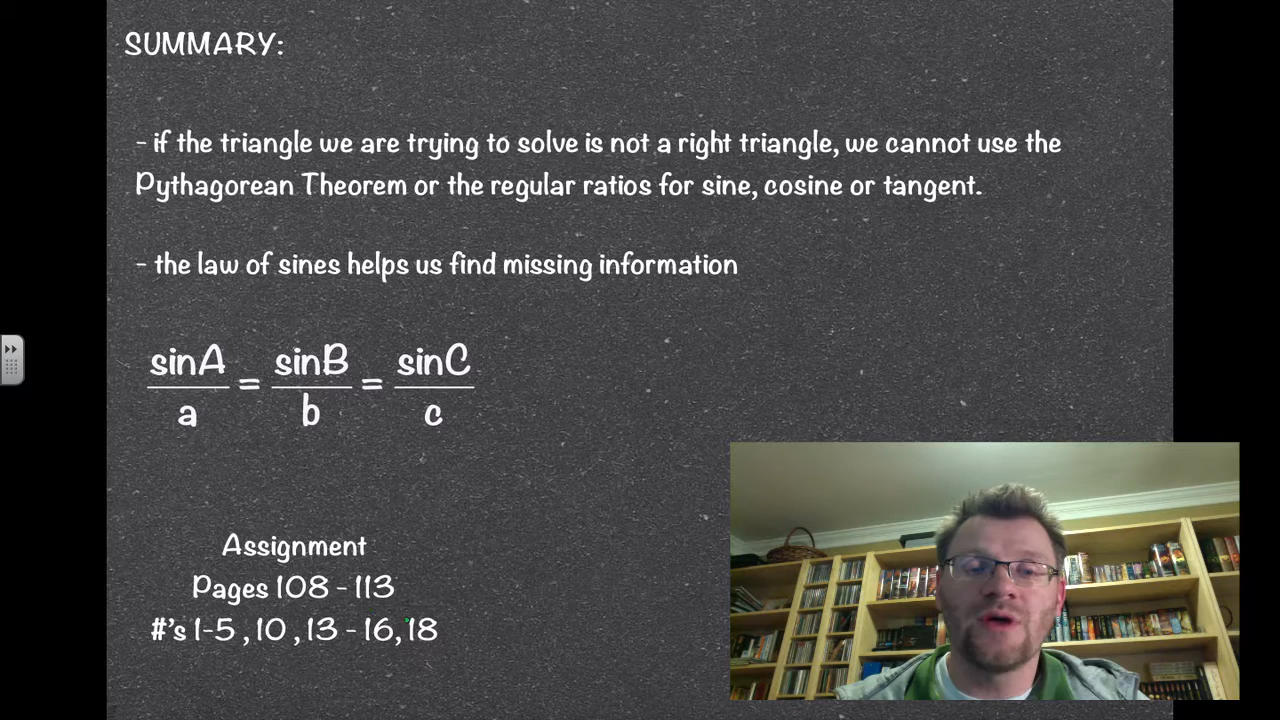 SUMMARY:
- if the triangle we are trying to solve is not a right triangle, we cannot use the
Pythagorean Theorem or the regular ratios for sine, cosine or tangent.
- the law of sines helps us find missing information
sinA/a = sinB/b = sinC/c
Assignment
Pages 108 - 113
#'s 1-5 , 10 , 13 - 16, 18